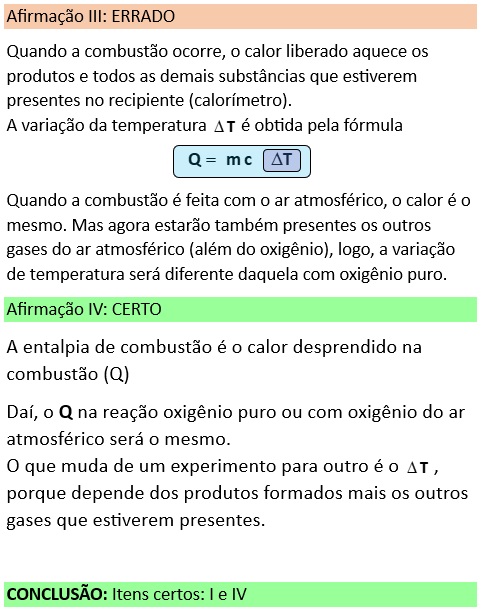 Afirmação III: ERRADO
Quando a combustão ocorre, o calor liberado aquece os
produtos e todos as demais substâncias que estiverem
presentes no recipiente (calorímetro).
A variação da temperatura ΔT é obtida pela fórmula
Q = m c ΔT
Quando a combustão é feita com o ar atmosférico, o calor é o
mesmo. Mas agora estarão também presentes os outros
gases do ar atmosférico (além do oxigênio), logo, a variação
de temperatura será diferente daquela com oxigênio puro.
Afirmação IV: CERTO
A entalpia de combustão é o calor desprendido na
combustão (Q)
Daí, o Q na reação oxigênio puro ou com oxigênio do ar
atmosférico será o mesmo.
O que muda de um experimento para outro é o ΔT ,
porque depende dos produtos formados mais os outros
gases que estiverem presentes.
CONCLUSÃO: Itens certos: I e IV